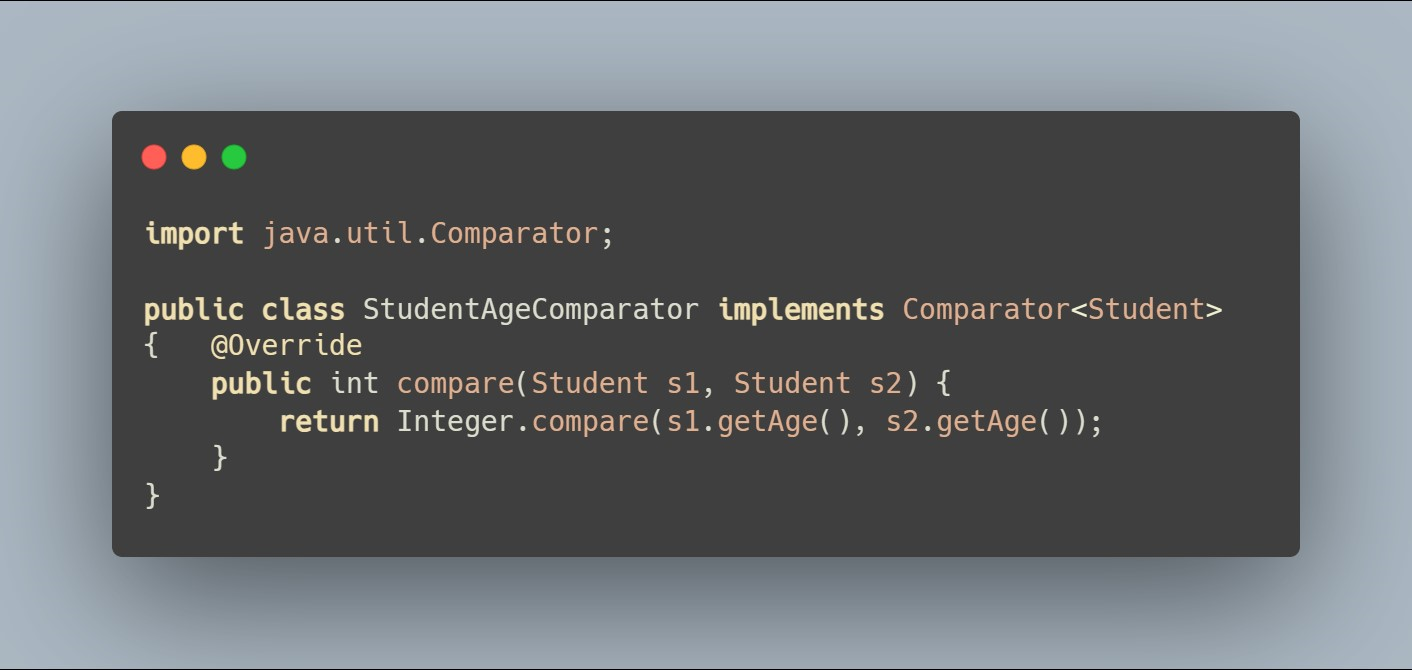 import java.util.Comparator;

public class StudentAgeComparator implements Comparator<Student>
{   @Override
    public int compare(Student s1, Student s2) {
        return Integer.compare(s1.getAge(), s2.getAge());
    }
}